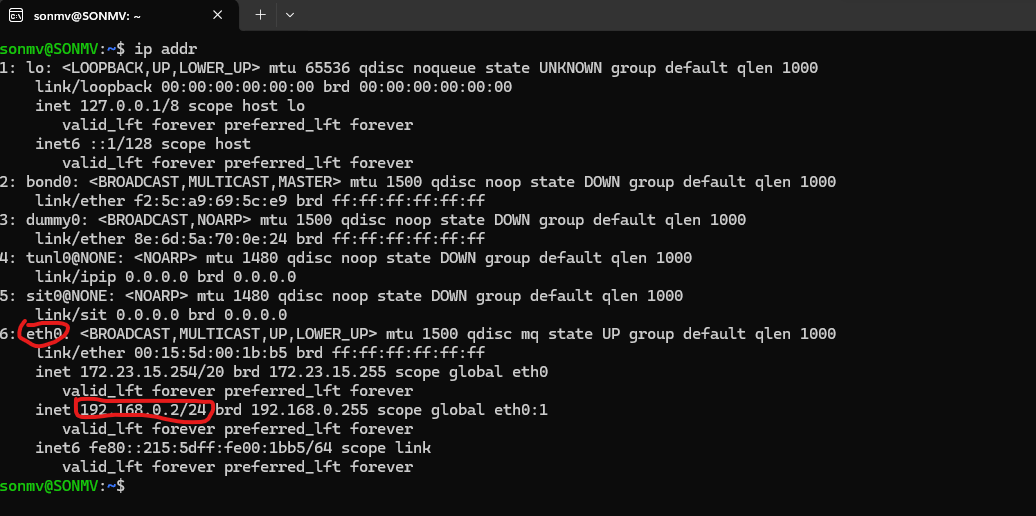 sonmv@SONMV: ~
sonmv@SONMV:~$ ip addr
1: lo: <LOOPBACK,UP,LOWER_UP> mtu 65536 qdisc noqueue state UNKNOWN group default qlen 1000
    link/loopback 00:00:00:00:00:00 brd 00:00:00:00:00:00
    inet 127.0.0.1/8 scope host lo
       valid_lft forever preferred_lft forever
    inet6 ::1/128 scope host
       valid_lft forever preferred_lft forever
2: bond0: <BROADCAST,MULTICAST,MASTER> mtu 1500 qdisc noop state DOWN group default qlen 1000
    link/ether f2:5c:a9:69:5c:e9 brd ff:ff:ff:ff:ff:ff
3: dummy0: <BROADCAST,NOARP> mtu 1500 qdisc noop state DOWN group default qlen 1000
    link/ether 8e:6d:5a:70:0e:24 brd ff:ff:ff:ff:ff:ff
4: tunl0@NONE: <NOARP> mtu 1480 qdisc noop state DOWN group default qlen 1000
    link/ipip 0.0.0.0 brd 0.0.0.0
5: sit0@NONE: <NOARP> mtu 1480 qdisc noop state DOWN group default qlen 1000
    link/sit 0.0.0.0 brd 0.0.0.0
6: eth0: <BROADCAST,MULTICAST,UP,LOWER_UP> mtu 1500 qdisc mq state UP group default qlen 1000
    link/ether 00:15:5d:00:1b:b5 brd ff:ff:ff:ff:ff:ff
    inet 172.23.15.254/20 brd 172.23.15.255 scope global eth0
       valid_lft forever preferred_lft forever
    inet 192.168.0.2/24 brd 192.168.0.255 scope global eth0:1
       valid_lft forever preferred_lft forever
    inet6 fe80::215:5dff:fe00:1bb5/64 scope link
       valid_lft forever preferred_lft forever
sonmv@SONMV:~$